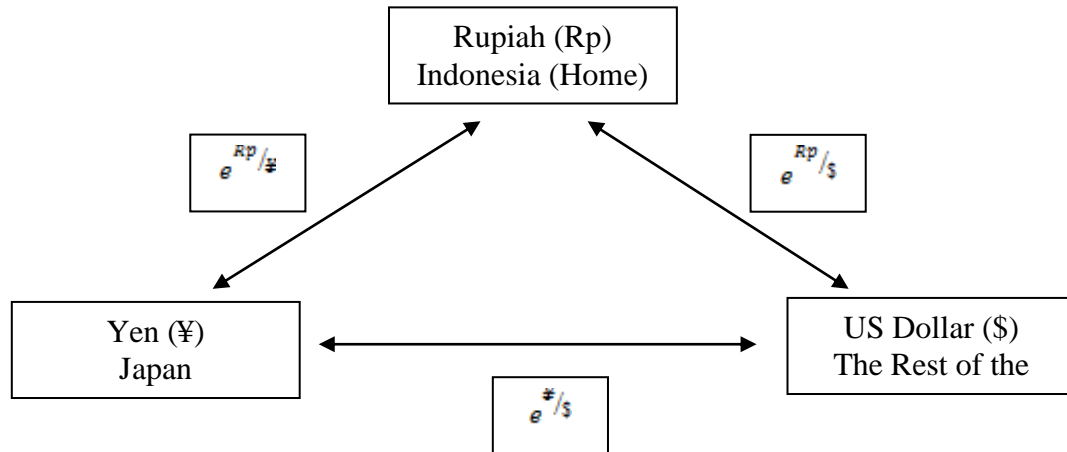 Rupiah (Rp)
Indonesia (Home)
e^Rp/¥
e^Rp/$
Yen (¥)
Japan
US Dollar ($)
The Rest of the
e^¥/$